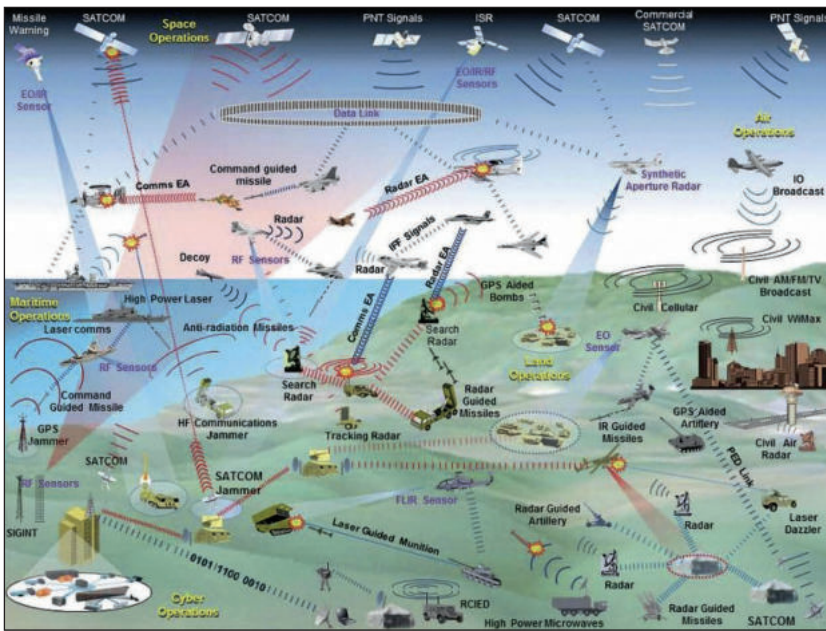 Missile
Warning
SATCOM
Space
Operations
SATCOM
PNT Signals
ISR
SATCOM
Commercial
SATCOM
PNT Signals
EO/IR
Sensor
EO/IR/RF
Sensors
Data Link
Air
Operations
Comms EA
Command guided
missile
Radar EA
Synthetic
Aperture Radar
IO
Broadcast
Radar
RF Sensors
IFF Signals
Decoy
Radar
Radar EA
GPS Aided
Bombs
Civil AM/FM/TV
Broadcast
Maritime
Operations
High Power Laser
Comms EA
Civil Cellular
Laser comms
Anti-radiation Missiles
Search
Radar
EO
Sensor
Civil WiMax
RF Sensors
Land
Operations
Command
Guided Missile
Search
Radar
Radar
Guided
Missiles
GPS
Jammer
HF Communications
Jammer
Tracking Radar
IR Guided
Missiles
GPS Aided
Artillery
Civil Air
Radar
SATCOM
SATCOM
Jammer
PED Link
RF Sensors
FLIR Sensor
SIGINT
Radar Guided
Artillery
Radar
Laser
Dazzler
Laser Guided Munition
0101/1100 0010
Radar
Cyber
Operations
RCIED
High Power Microwaves
Radar Guided
Missiles
SATCOM